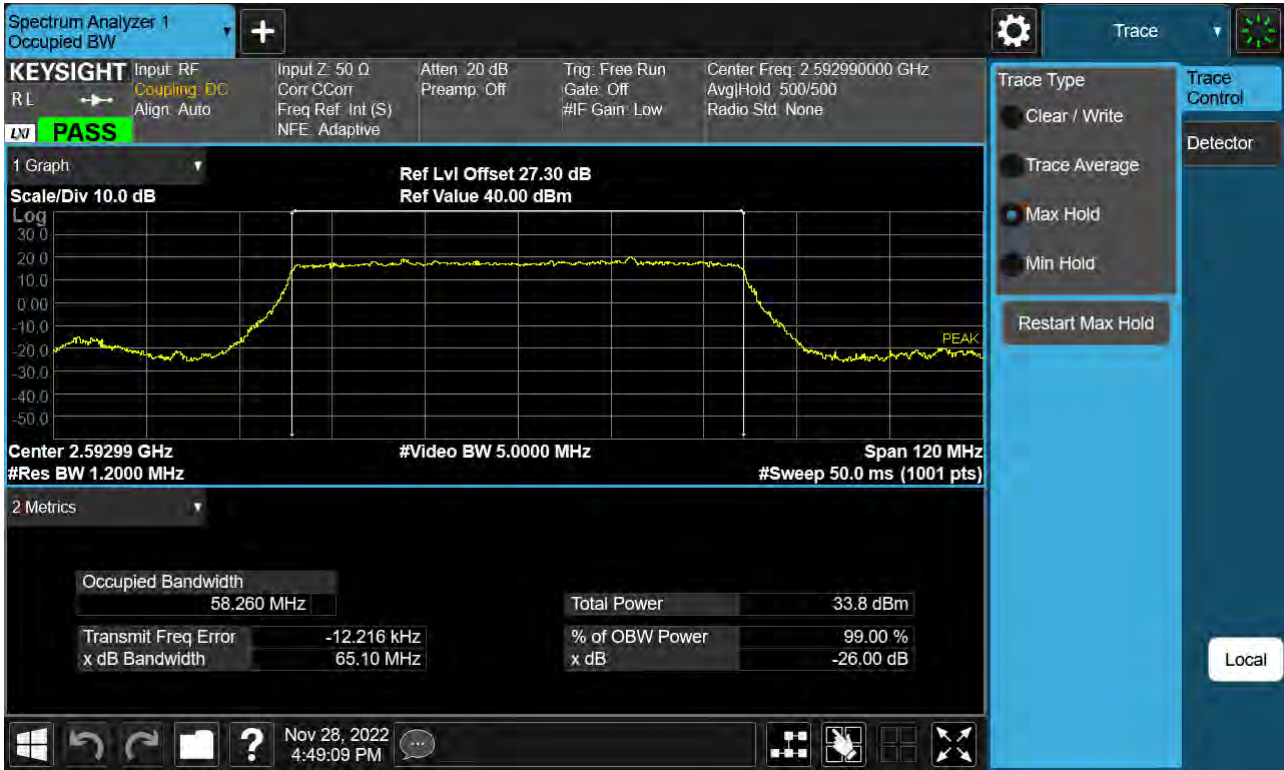 Spectrum Analyzer 1
Occupied BW
+
Trace
KEYSIGHT
Input: RF
Coupling: DC
Align: Auto
Input Z: 50 Ω
Corr CCorr
Freq Ref: Int (S)
NFE: Adaptive
Atten: 20 dB
Preamp: Off
Trig: Free Run
Gate: Off
#IF Gain: Low
Center Freq: 2.592990000 GHz
Avg|Hold: 500/500
Radio Std: None
RL
LXI
PASS
1 Graph
Ref Lvl Offset 27.30 dB
Scale/Div 10.0 dB
Ref Value 40.00 dBm
Log
30.0
20.0
10.0
0.00
-10.0
-20.0
-30.0
-40.0
-50.0
PEAK
Center 2.59299 GHz
#Video BW 5.0000 MHz
Span 120 MHz
#Res BW 1.2000 MHz
#Sweep 50.0 ms (1001 pts)
2 Metrics
Occupied Bandwidth
58.260 MHz
Total Power 33.8 dBm
Transmit Freq Error -12.216 kHz
% of OBW Power 99.00 %
x dB Bandwidth 65.10 MHz
x dB -26.00 dB
?
Nov 28, 2022
4:49:09 PM
Trace Type
Clear / Write
Trace Average
Max Hold
Min Hold
Restart Max Hold
Trace
Control
Detector
Local